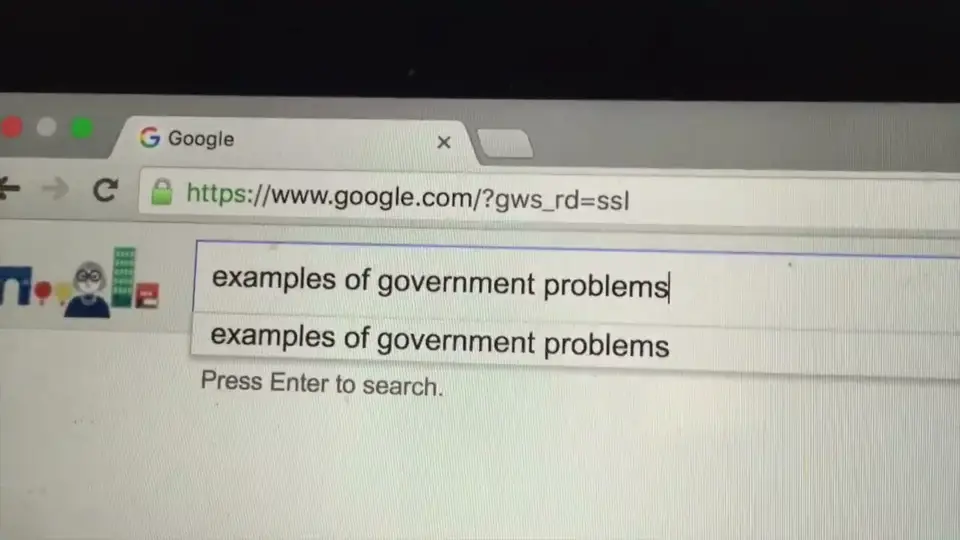 Google
https://www.google.com/?gws_rd=ssl
examples of government problems
examples of government problems
Press Enter to search.